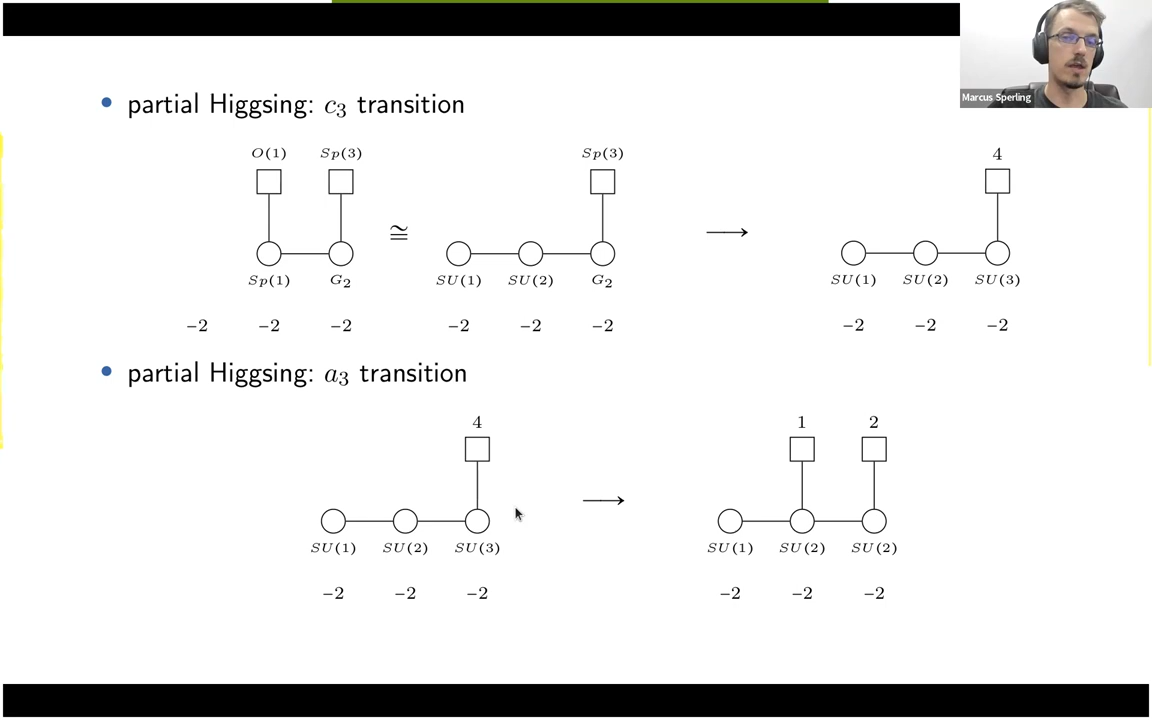 Marcus Sperling
• partial Higgsing: c₃ transition
O(1) Sp(3) Sp(3) 4
≅ ⟶
Sp(1) G₂ SU(1) SU(2) G₂ SU(1) SU(2) SU(3)
−2 −2 −2 −2 −2 −2 −2 −2 −2
• partial Higgsing: a₃ transition
4 1 2
⟶
SU(1) SU(2) SU(3) SU(1) SU(2) SU(2)
−2 −2 −2 −2 −2 −2